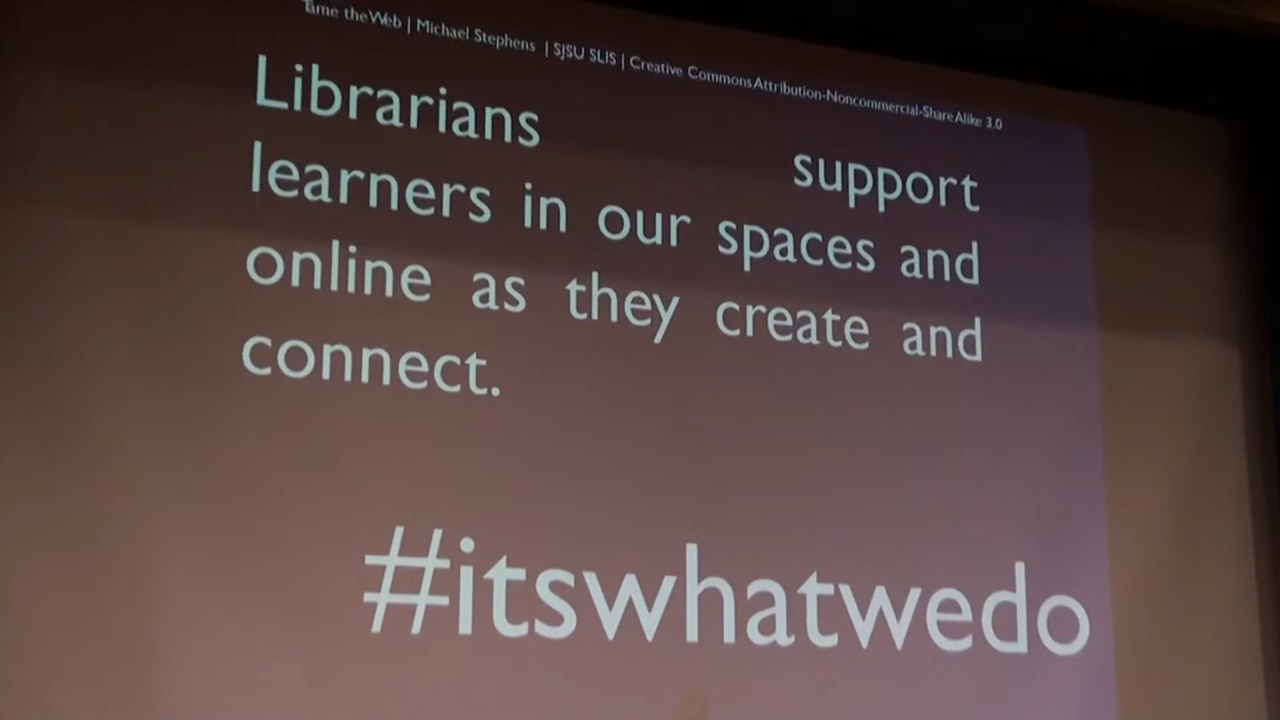 Tame the Web | Michael Stephens | SJSU SLIS | Creative Commons Attribution-Noncommercial-Share Alike 3.0
Librarians support
learners in our spaces and
online as they create and
connect.
#itswhatwedo